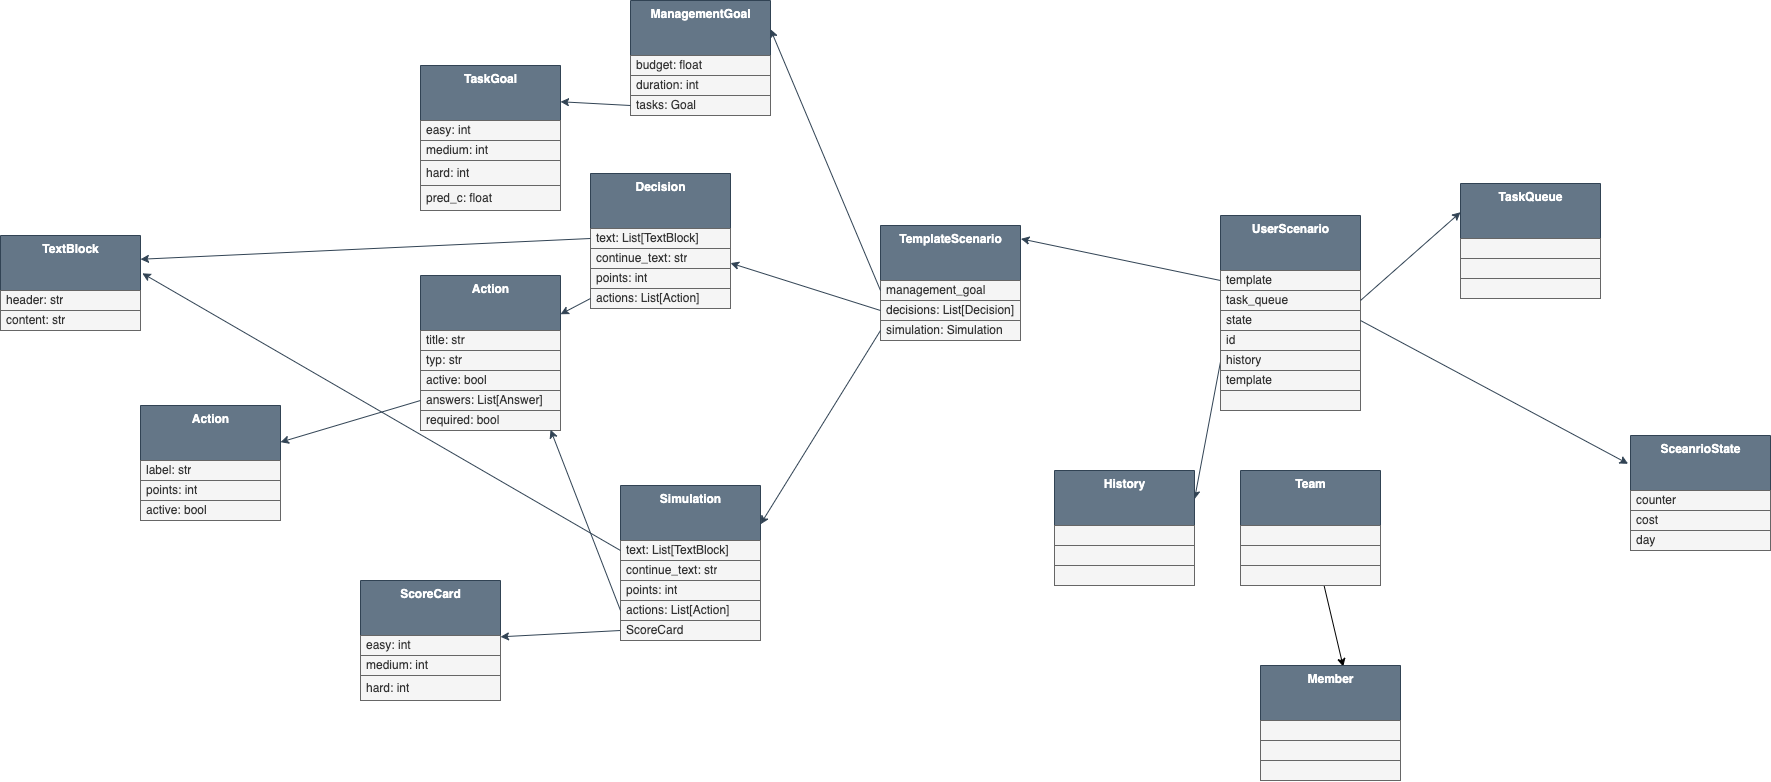 ManagementGoal
budget: float
duration: int
tasks: Goal
TaskGoal
easy: int
medium: int
hard: int
pred_c: float
Decision
text: List[TextBlock]
continue_text: str
points: int
actions: List[Action]
TextBlock
header: str
content: str
Action
title: str
typ: str
active: bool
answers: List[Answer]
required: bool
Action
label: str
points: int
active: bool
Simulation
text: List[TextBlock]
continue_text: str
points: int
actions: List[Action]
ScoreCard
ScoreCard
easy: int
medium: int
hard: int
TemplateScenario
management_goal
decisions: List[Decision]
simulation: Simulation
UserScenario
template
task_queue
state
id
history
template
TaskQueue
SceanrioState
counter
cost
day
History
Team
Member